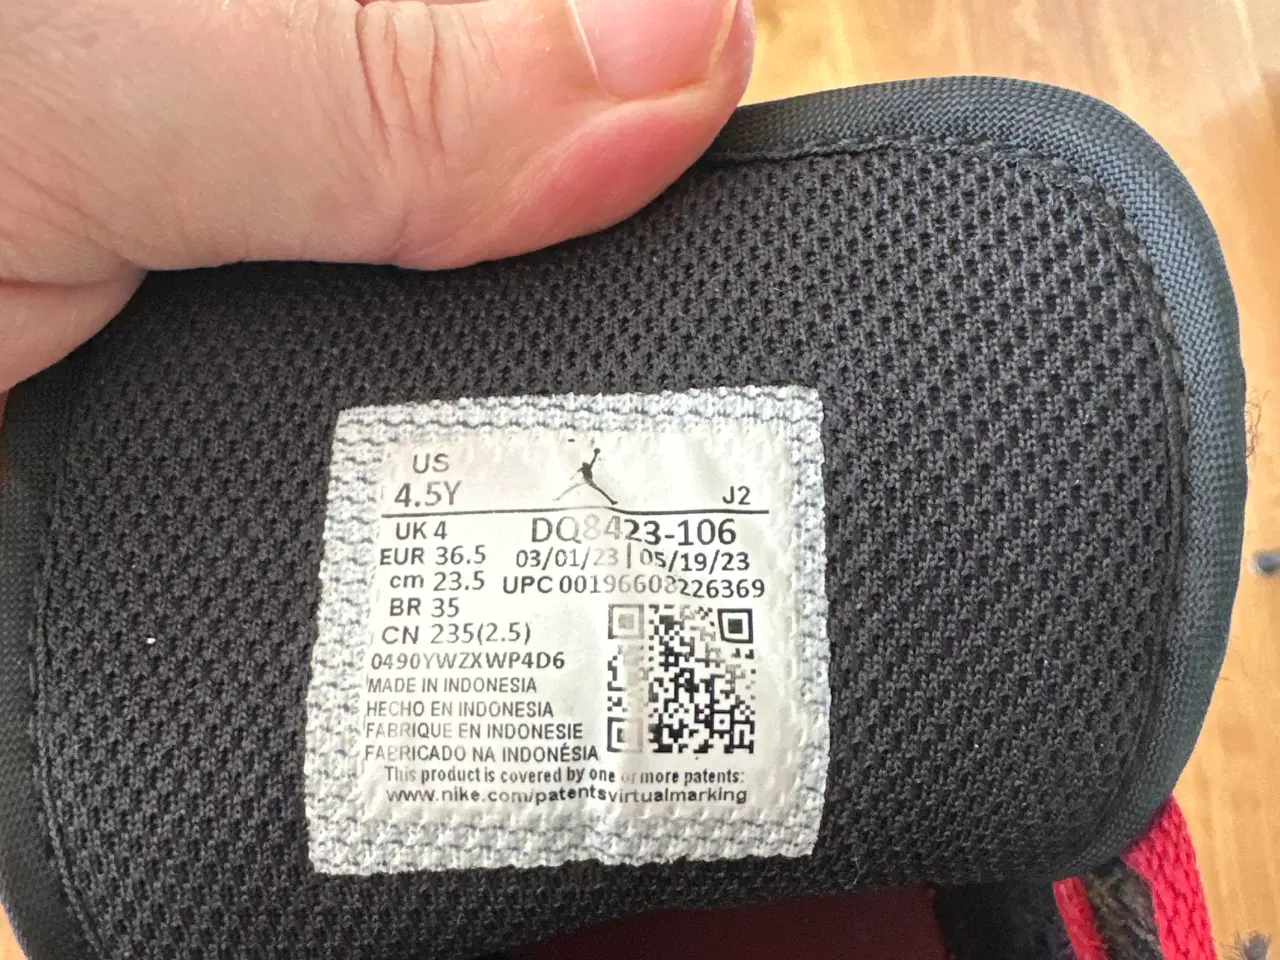 US
4.5Y J2
UK 4 DQ8423-106
EUR 36.5 03/01/23 | 05/19/23
cm 23.5 UPC 00196608226369
BR 35
CN 235(2.5)
0490YWZXWP4D6
MADE IN INDONESIA
HECHO EN INDONESIA
FABRIQUE EN INDONESIE
FABRICADO NA INDONÉSIA
This product is covered by one or more patents:
www.nike.com/patentsvirtualmarking